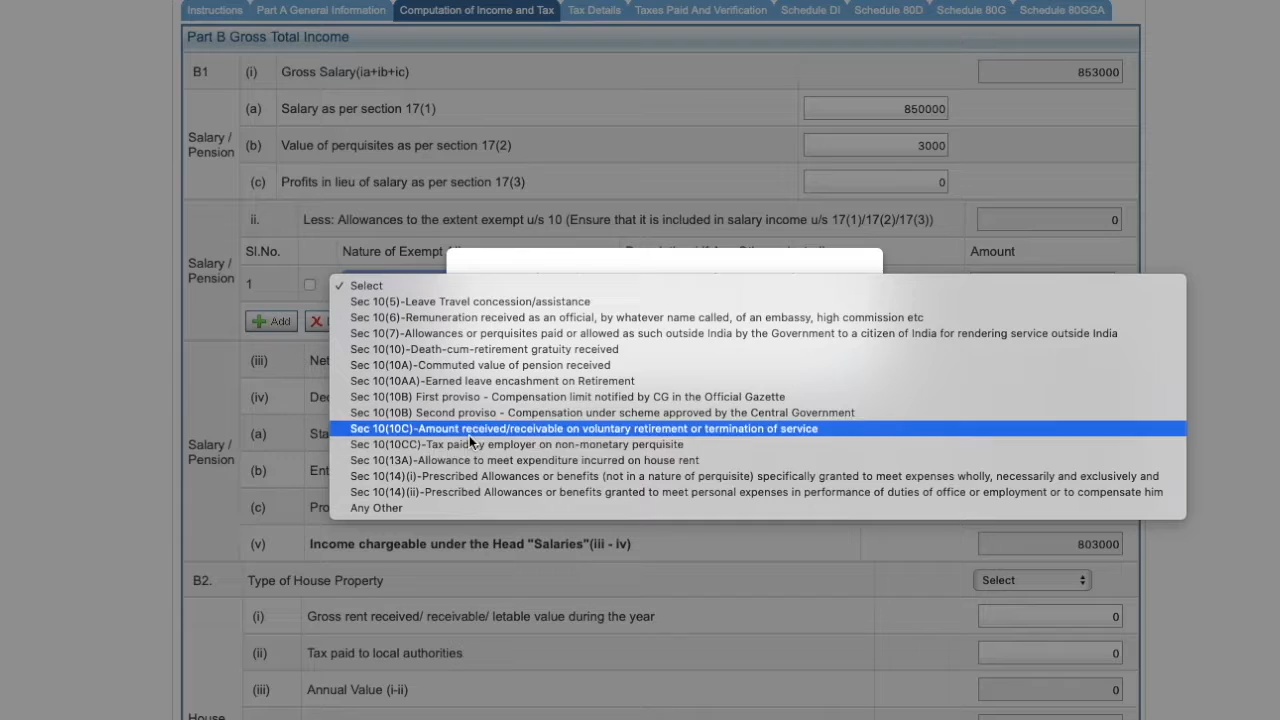 Instructions Part A General Information Computation of Income and Tax Tax Details Taxes Paid And Verification Schedule DI Schedule 80D Schedule 80G Schedule 80GGA
Part B Gross Total Income
B1 (i) Gross Salary(ia+ib+ic) 853000
Salary / Pension
(a) Salary as per section 17(1) 850000
(b) Value of perquisites as per section 17(2) 3000
(c) Profits in lieu of salary as per section 17(3) 0
Salary / Pension
ii. Less: Allowances to the extent exempt u/s 10 (Ensure that it is included in salary income u/s 17(1)/17(2)/17(3)) 0
Sl.No. Nature of Exempt Amount
1
Add
✓ Select
Sec 10(5)-Leave Travel concession/assistance
Sec 10(6)-Remuneration received as an official, by whatever name called, of an embassy, high commission etc
Sec 10(7)-Allowances or perquisites paid or allowed as such outside India by the Government to a citizen of India for rendering service outside India
Sec 10(10)-Death-cum-retirement gratuity received
Sec 10(10A)-Commuted value of pension received
Sec 10(10AA)-Earned leave encashment on Retirement
Sec 10(10B) First proviso - Compensation limit notified by CG in the Official Gazette
Sec 10(10B) Second proviso - Compensation under scheme approved by the Central Government
Sec 10(10C)-Amount received/receivable on voluntary retirement or termination of service
Sec 10(10CC)-Tax paid by employer on non-monetary perquisite
Sec 10(13A)-Allowance to meet expenditure incurred on house rent
Sec 10(14)(i)-Prescribed Allowances or benefits (not in a nature of perquisite) specifically granted to meet expenses wholly, necessarily and exclusively and
Sec 10(14)(ii)-Prescribed Allowances or benefits granted to meet personal expenses in performance of duties of office or employment or to compensate him
Any Other
Salary / Pension
(iii) Net
(iv) Dec
(a) Sta
(b) Ent
(c) Pro
(v) Income chargeable under the Head "Salaries"(iii - iv) 803000
B2. Type of House Property Select
(i) Gross rent received/ receivable/ letable value during the year 0
(ii) Tax paid to local authorities 0
(iii) Annual Value (i-ii) 0
House